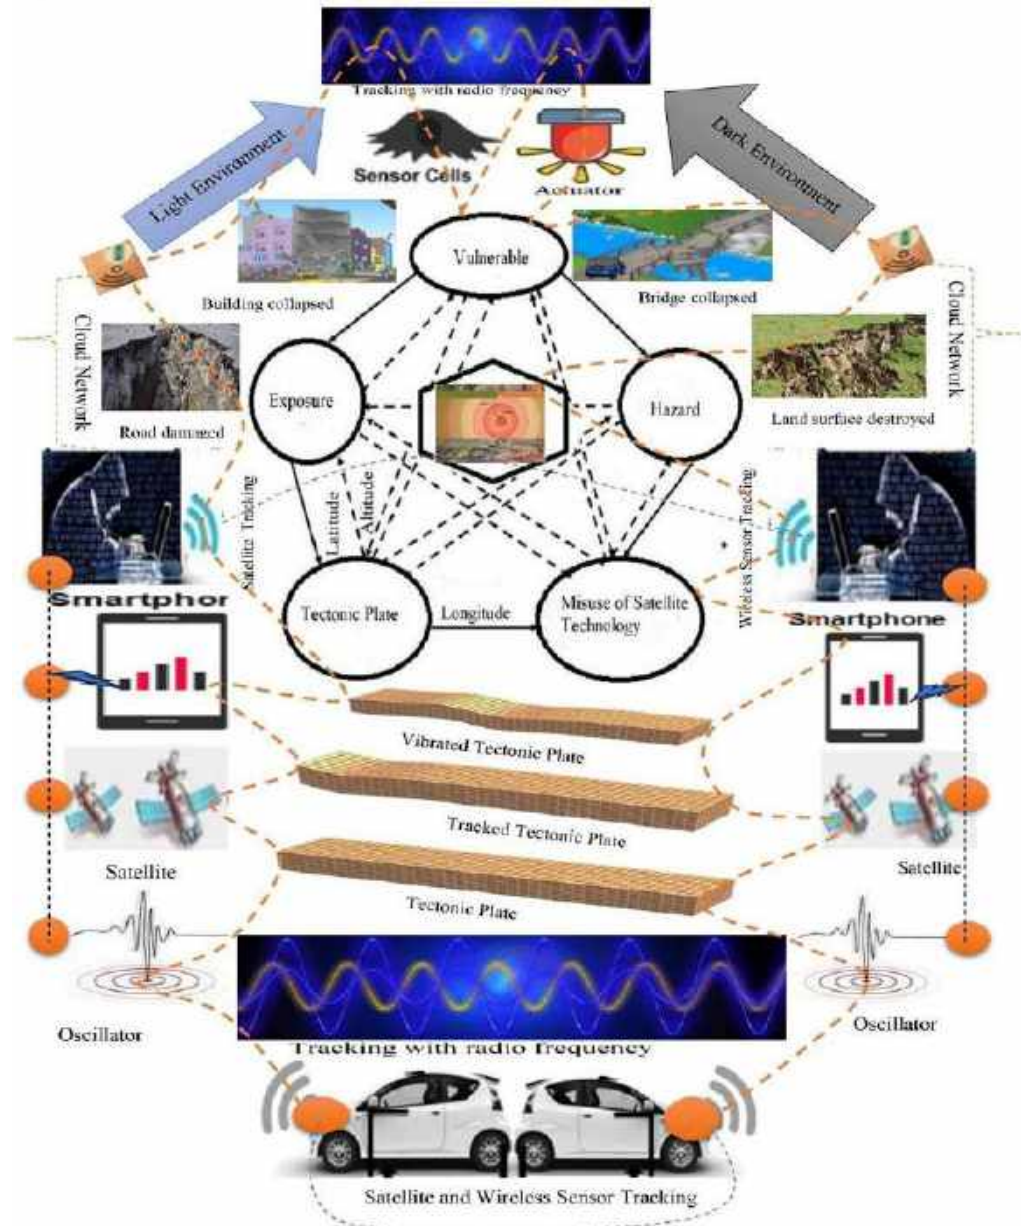 Tracking with radio frequency
Light Environment
Dark Environment
Sensor Cells
Actuator
Vulnerable
Building collapsed
Bridge collapsed
Cloud Network
Cloud Network
Exposure
Hazard
Road damaged
Land surface destroyed
Satellite Tracking
Latitude
Altitude
Wireless Sensor Tracking
Smartphor
Tectonic Plate
Longitude
Misuse of Satellite
Technology
Smartphone
Vibrated Tectonic Plate
Tracked Tectonic Plate
Satellite
Satellite
Tectonic Plate
Oscillator
Oscillator
Tracking with radio frequency
Satellite and Wireless Sensor Tracking